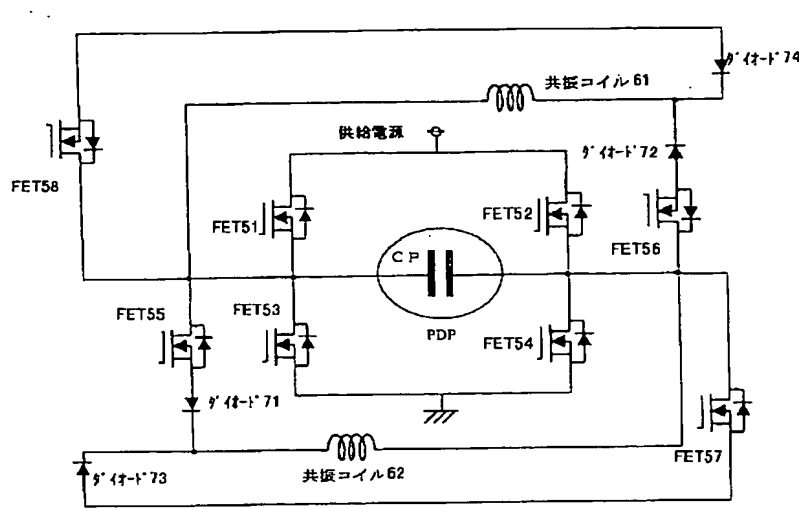 ﾀﾞｲｵｰﾄﾞ74
共振コイル61
供給電源
ﾀﾞｲｵｰﾄﾞ72
FET58
FET51
FET52
FET56
CP
PDP
FET55
FET53
FET54
ﾀﾞｲｵｰﾄﾞ71
FET57
ﾀﾞｲｵｰﾄﾞ73
共振コイル62